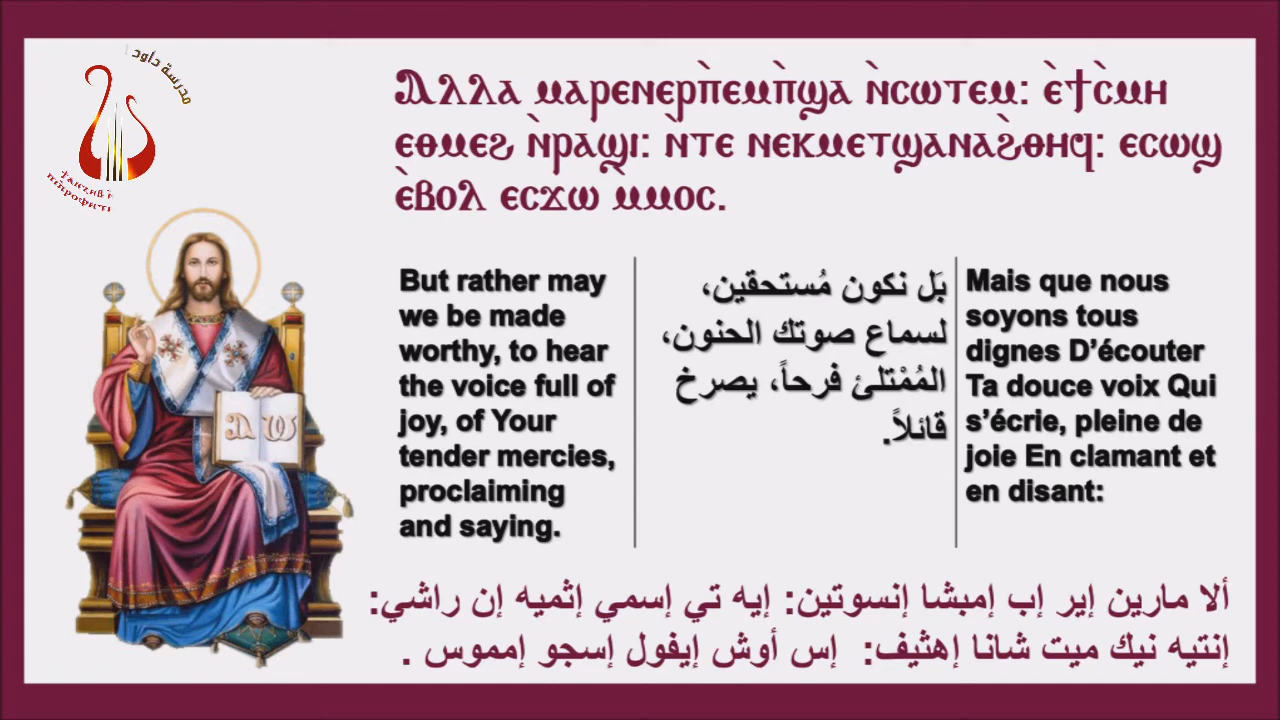 مدرسة داود
Ⲁⲗⲗⲁ ⲙⲁⲣⲉⲛⲉⲣⲡ̀ⲉⲙⲡ̀ϣⲁ ⲛ̀ⲥⲱⲧⲉⲙ: ⲉ̀ϯⲥ̀ⲙⲏ
ⲉⲑⲙⲉϩ ⲛ̀ⲣⲁϣⲓ: ⲛ̀ⲧⲉ ⲛⲉⲕⲙⲉⲧϣⲁⲛⲁϩ̀ⲑⲏϥ: ⲉⲥⲱϣ
ⲉ̀ⲃⲟⲗ ⲉⲥϫⲱ ⲙ̀ⲙⲟⲥ.
But rather may
we be made
worthy, to hear
the voice full of
joy, of Your
tender mercies,
proclaiming
and saying.
بَل نكون مُستحقين،
لسماع صوتك الحنون،
المُمْتلئ فرحاً، يصرخ
قائلاً.
Mais que nous
soyons tous
dignes D’écouter
Ta douce voix Qui
s’écrie, pleine de
joie En clamant et
en disant:
Ⲁ Ⲱ
ألا مارين إير إب إمبشا إنسوتين: إيه تي إسمي إثميه إن راشي:
إنتيه نيك ميت شانا إهثيف: إس أوش إيفول إسجو إمموس .